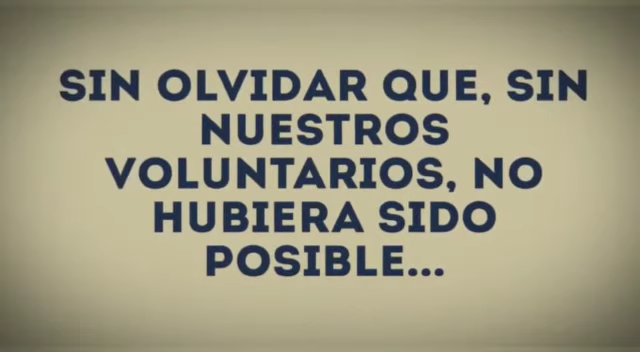 SIN OLVIDAR QUE, SIN
NUESTROS
VOLUNTARIOS, NO
HUBIERA SIDO
POSIBLE...